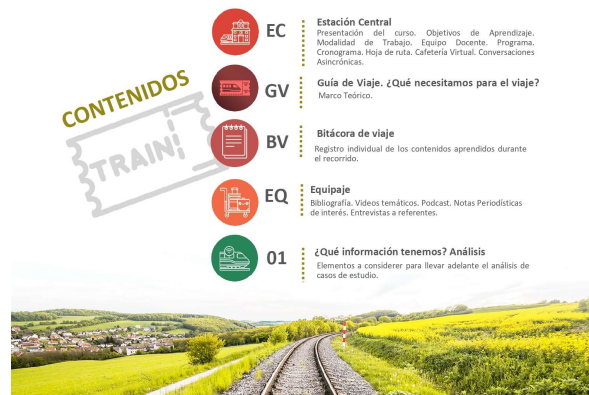 CONTENIDOS
TRAIN!
EC
Estación Central
Presentación del curso. Objetivos de Aprendizaje.
Modalidad de Trabajo. Equipo Docente. Programa.
Cronograma. Hoja de ruta. Cafetería Virtual. Conversaciones
Asincrónicas.
GV
Guía de Viaje. ¿Qué necesitamos para el viaje?
Marco Teórico.
BV
Bitácora de viaje
Registro individual de los contenidos aprendidos durante
el recorrido.
EQ
Equipaje
Bibliografía. Videos temáticos. Podcast. Notas Periodísticas
de interés. Entrevistas a referentes.
01
¿Qué información tenemos? Análisis
Elementos a considerar para llevar adelante el análisis de
casos de estudio.